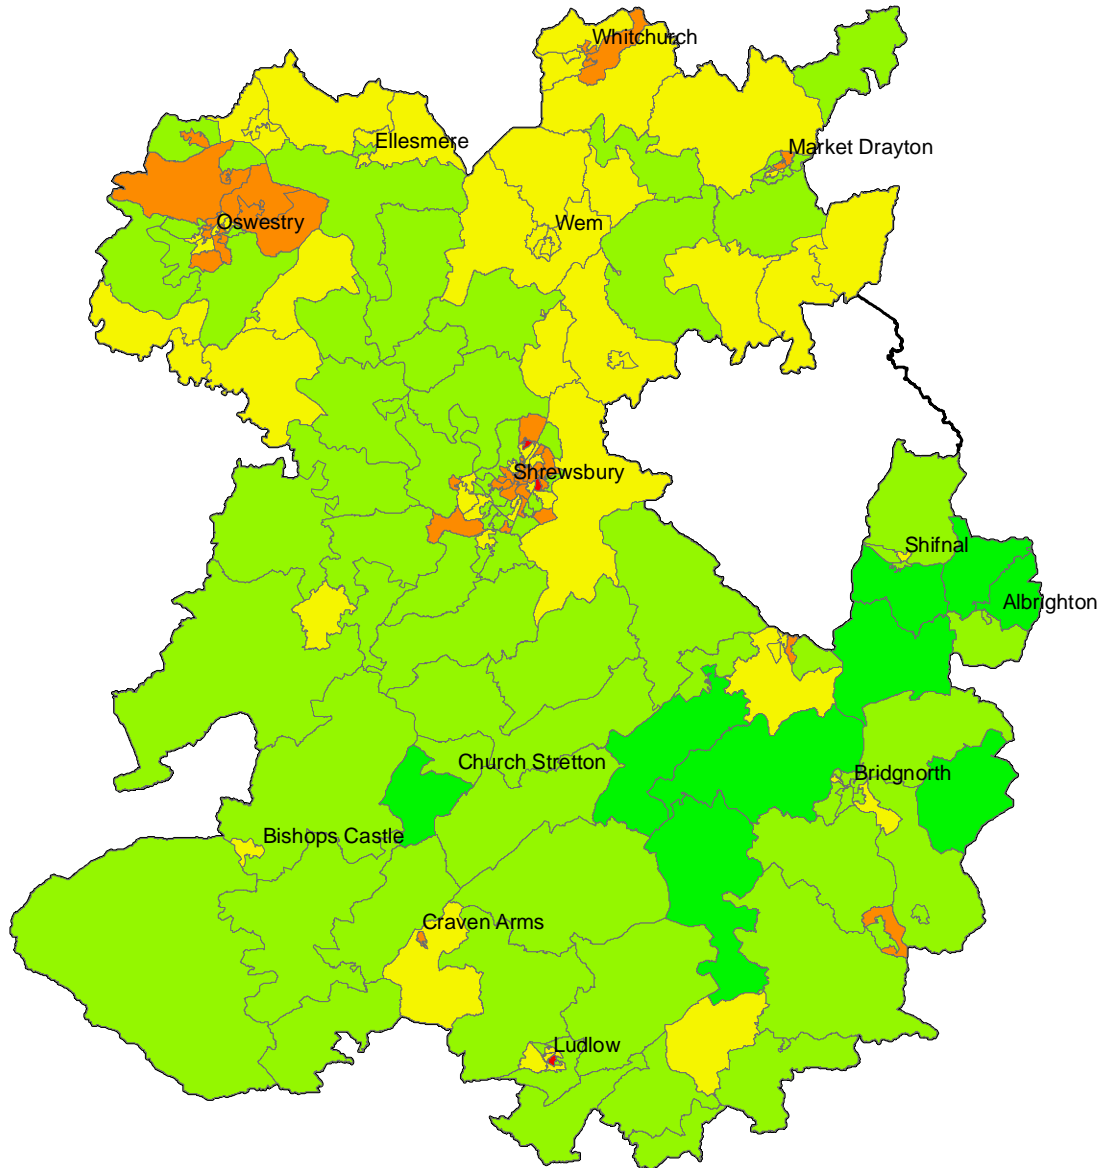 Whitchurch
Ellesmere
Market Drayton
Oswestry
Wem
Shrewsbury
Shifnal
Albrighton
Church Stretton
Bridgnorth
Bishops Castle
Craven Arms
Ludlow